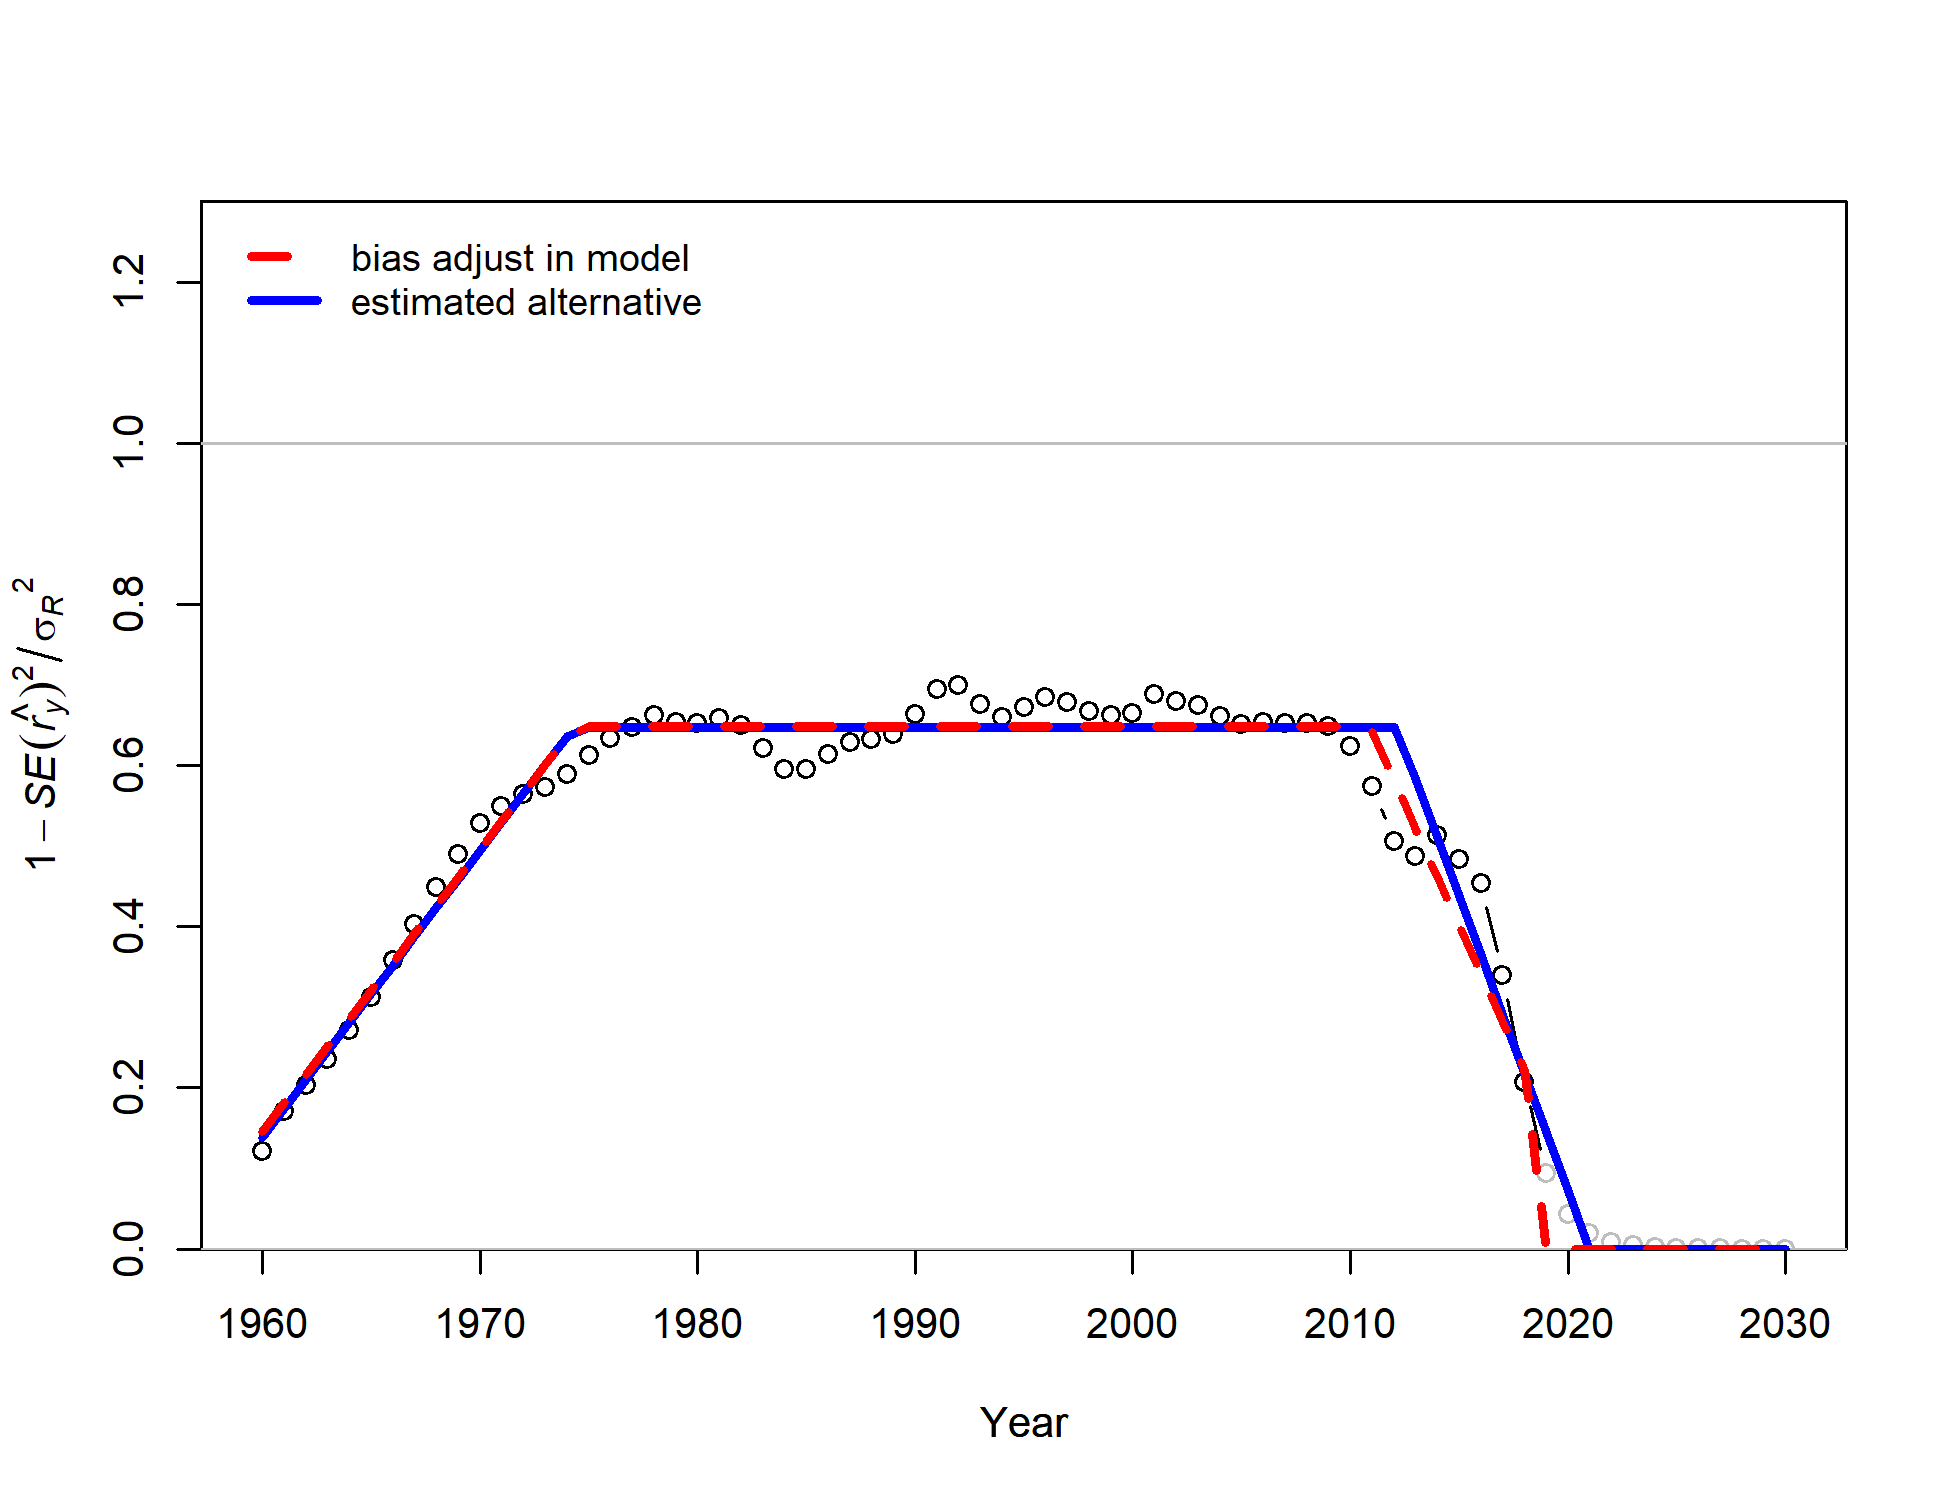 bias adjust in model
estimated alternative
1.2
1.0
0.8
0.6
0.4
0.2
0.0
1 − SE(r̂y)² / σR²
1960 1970 1980 1990 2000 2010 2020 2030
Year